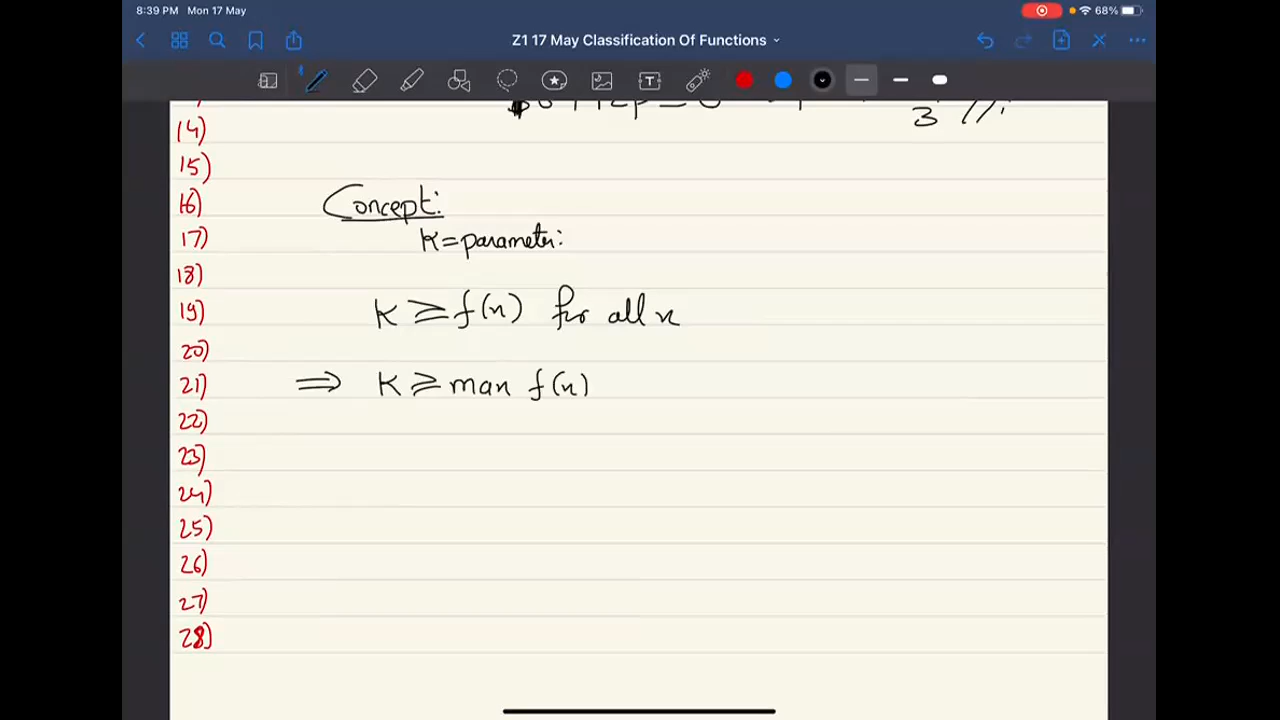 8:39 PM Mon 17 May
68%
Z1 17 May Classification Of Functions
T
14)
15)
16) Concept:
17) K=parameter:
18)
19) K ⩾ f(x) for all x
20)
21) ⇒ K ⩾ max f(x)
22)
23)
24)
25)
26)
27)
28)